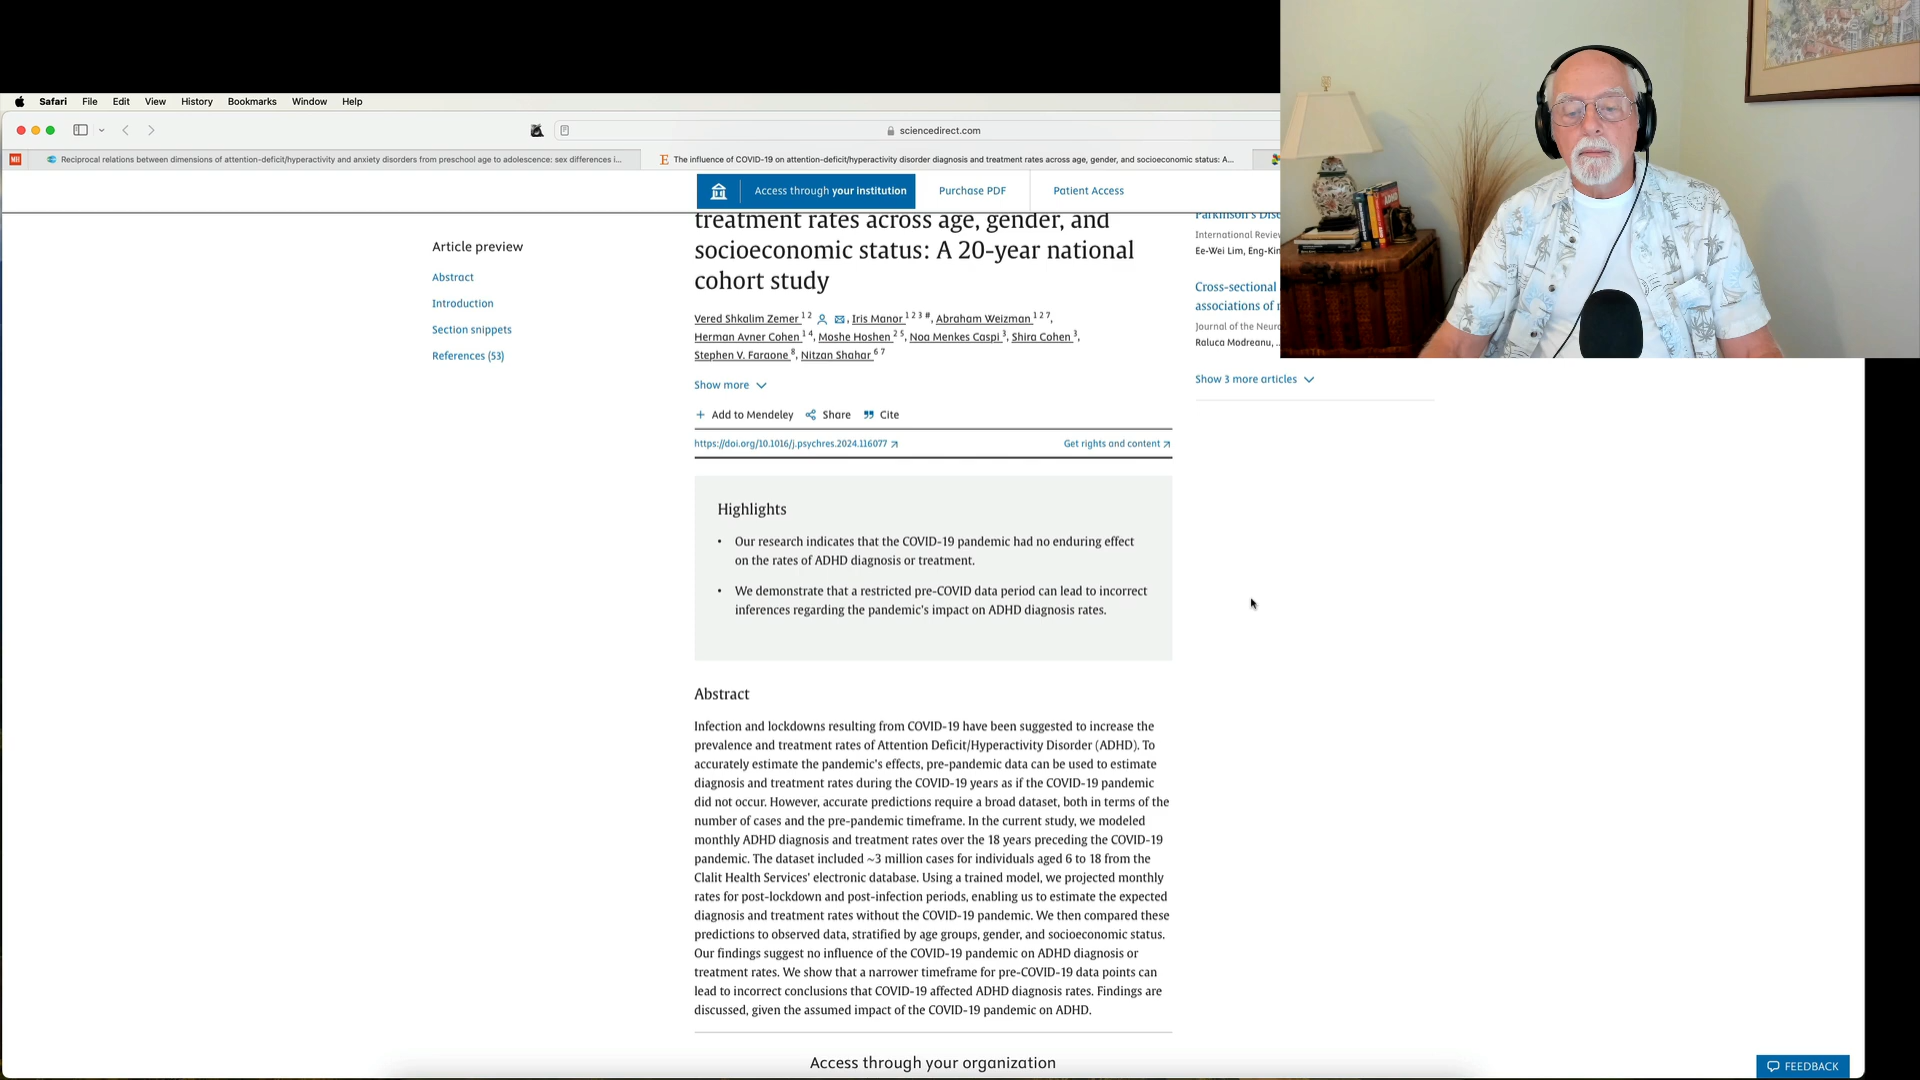 Safari File Edit View History Bookmarks Window Help
sciencedirect.com
MH
Reciprocal relations between dimensions of attention-deficit/hyperactivity and anxiety disorders from preschool age to adolescence: sex differences i...
E The influence of COVID-19 on attention-deficit/hyperactivity disorder diagnosis and treatment rates across age, gender, and socioeconomic status: A...
Access through your institution
Purchase PDF
Patient Access
Article preview
Abstract
Introduction
Section snippets
References (53)
treatment rates across age, gender, and
socioeconomic status: A 20-year national
cohort study
Vered Shkalim Zemer 1 2, Iris Manor 1 2 3 #, Abraham Weizman 1 2 7,
Herman Avner Cohen 1 4, Moshe Hoshen 2 5, Noa Menkes Caspi 3, Shira Cohen 3,
Stephen V. Faraone 8, Nitzan Shahar 6 7
Show more
+ Add to Mendeley Share Cite
https://doi.org/10.1016/j.psychres.2024.116077
Get rights and content
Highlights
• Our research indicates that the COVID-19 pandemic had no enduring effect
on the rates of ADHD diagnosis or treatment.
• We demonstrate that a restricted pre-COVID data period can lead to incorrect
inferences regarding the pandemic's impact on ADHD diagnosis rates.
Abstract
Infection and lockdowns resulting from COVID-19 have been suggested to increase the
prevalence and treatment rates of Attention Deficit/Hyperactivity Disorder (ADHD). To
accurately estimate the pandemic's effects, pre-pandemic data can be used to estimate
diagnosis and treatment rates during the COVID-19 years as if the COVID-19 pandemic
did not occur. However, accurate predictions require a broad dataset, both in terms of the
number of cases and the pre-pandemic timeframe. In the current study, we modeled
monthly ADHD diagnosis and treatment rates over the 18 years preceding the COVID-19
pandemic. The dataset included ~3 million cases for individuals aged 6 to 18 from the
Clalit Health Services' electronic database. Using a trained model, we projected monthly
rates for post-lockdown and post-infection periods, enabling us to estimate the expected
diagnosis and treatment rates without the COVID-19 pandemic. We then compared these
predictions to observed data, stratified by age groups, gender, and socioeconomic status.
Our findings suggest no influence of the COVID-19 pandemic on ADHD diagnosis or
treatment rates. We show that a narrower timeframe for pre-COVID-19 data points can
lead to incorrect conclusions that COVID-19 affected ADHD diagnosis rates. Findings are
discussed, given the assumed impact of the COVID-19 pandemic on ADHD.
Access through your organization
Parkinson's Dise
International Review
Ee-Wei Lim, Eng-Kin
Cross-sectional
associations of
Journal of the Neuro
Raluca Modreanu, ..
Show 3 more articles
ADHD
FEEDBACK